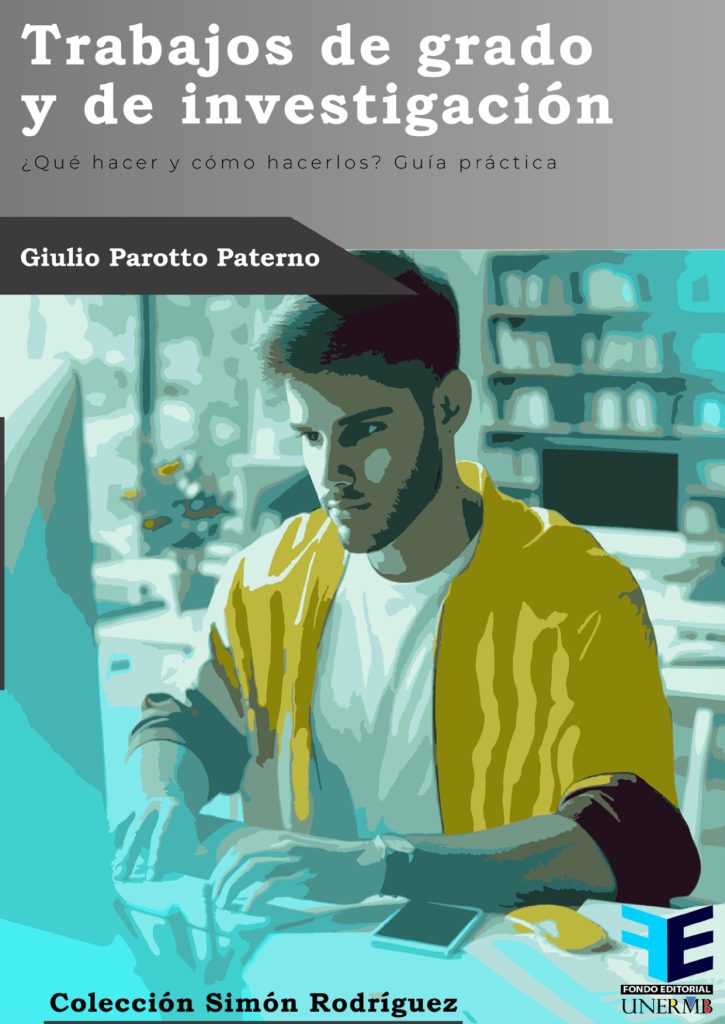 Trabajos de grado
y de investigación
¿Qué hacer y cómo hacerlos? Guía práctica
Giulio Parotto Paterno
FE
FONDO EDITORIAL
UNERMB
Colección Simón Rodríguez